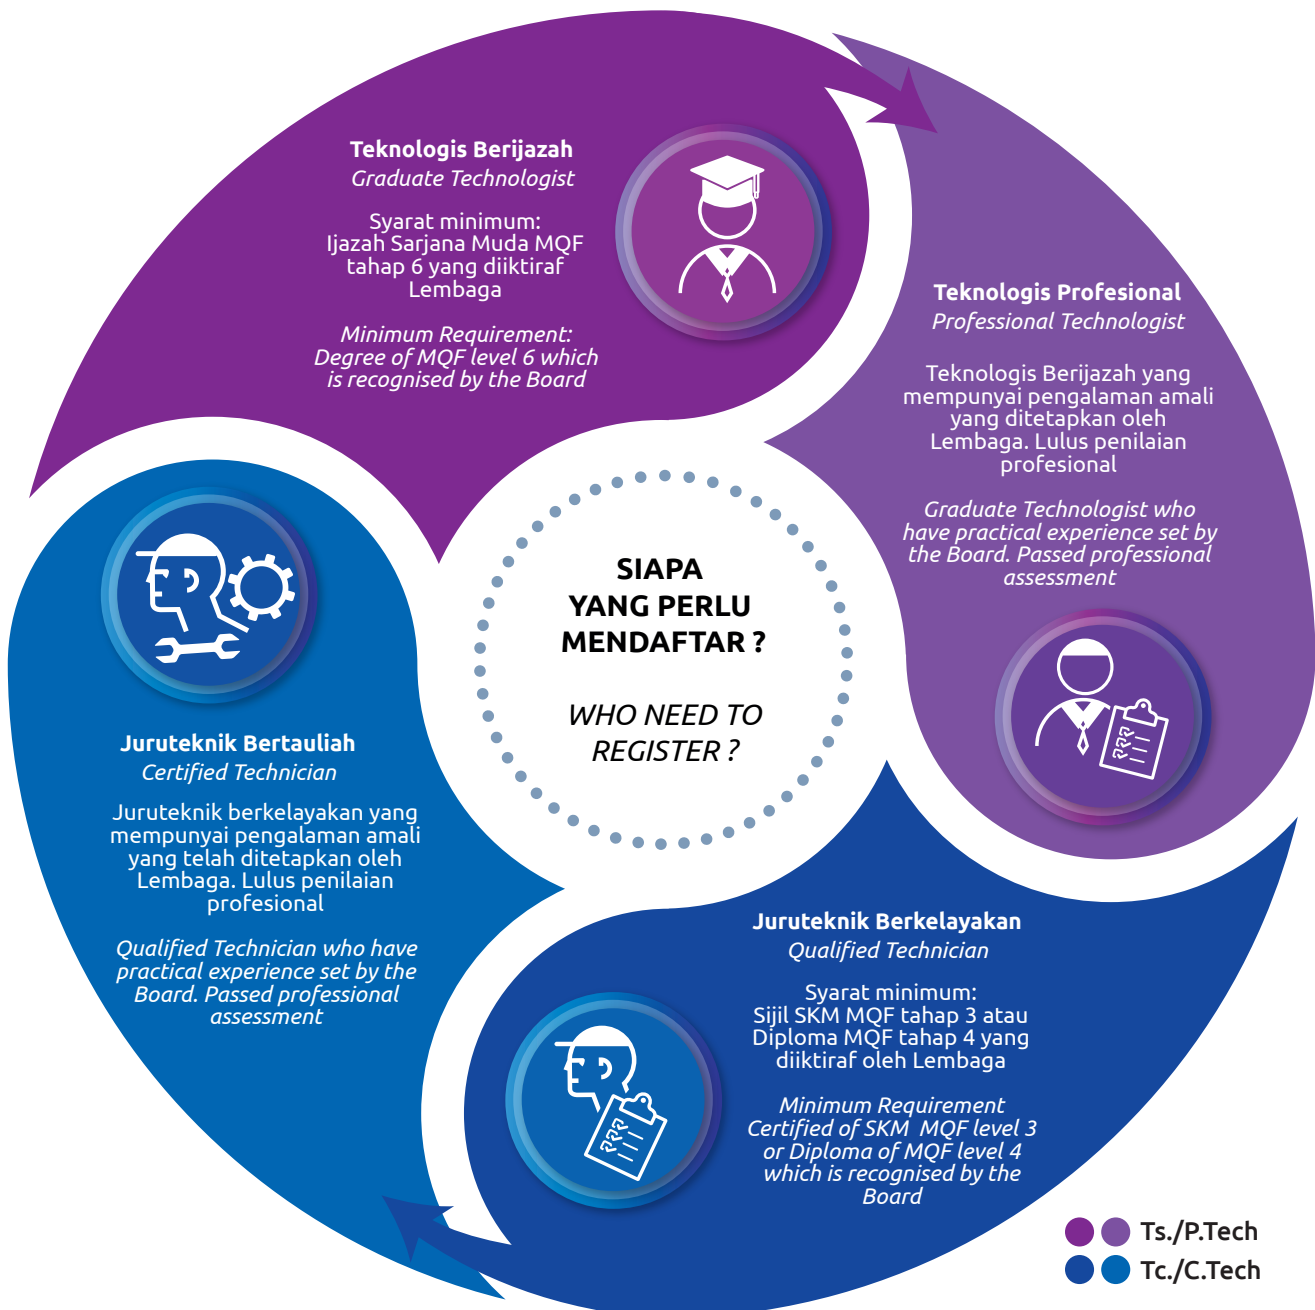 Teknologis Berijazah
Graduate Technologist
Syarat minimum:
Ijazah Sarjana Muda MQF
tahap 6 yang diiktiraf
Lembaga
Minimum Requirement:
Degree of MQF level 6 which
is recognised by the Board
Teknologis Profesional
Professional Technologist
Teknologis Berijazah yang
mempunyai pengalaman amali
yang ditetapkan oleh
Lembaga. Lulus penilaian
profesional
Graduate Technologist who
have practical experience set by
the Board. Passed professional
assessment
SIAPA
YANG PERLU
MENDAFTAR ?
WHO NEED TO
REGISTER ?
Juruteknik Bertauliah
Certified Technician
Juruteknik berkelayakan yang
mempunyai pengalaman amali
yang telah ditetapkan oleh
Lembaga. Lulus penilaian
profesional
Qualified Technician who have
practical experience set by the
Board. Passed professional
assessment
Juruteknik Berkelayakan
Qualified Technician
Syarat minimum:
Sijil SKM MQF tahap 3 atau
Diploma MQF tahap 4 yang
diiktiraf oleh Lembaga
Minimum Requirement
Certified of SKM  MQF level 3
or Diploma of MQF level 4
which is recognised by the
Board
Ts./P.Tech
Tc./C.Tech